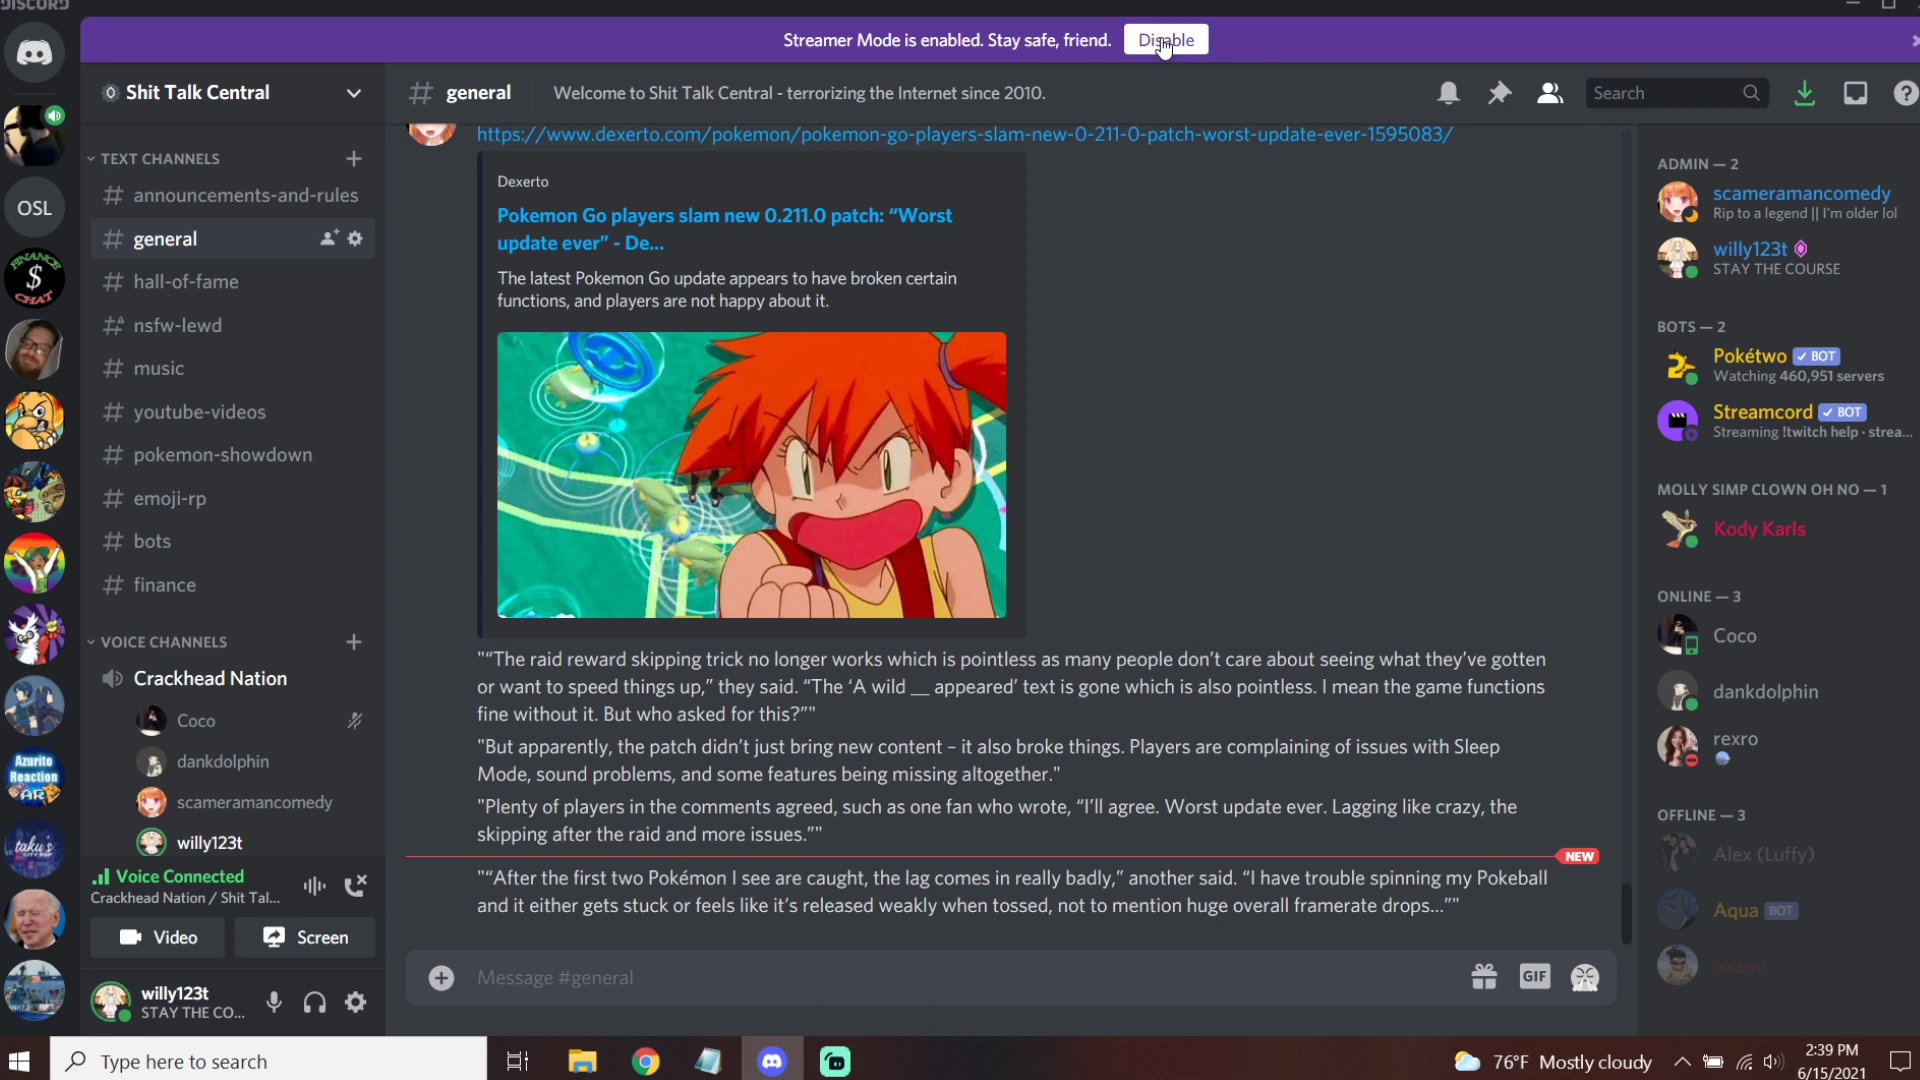 DISCORD
Streamer Mode is enabled. Stay safe, friend.
Disable
Shit Talk Central
general
Welcome to Shit Talk Central - terrorizing the Internet since 2010.
Search
OSL
FINANCE
$
CHAT
Azurite
Reaction
AR
taku's
TEXT CHANNELS
announcements-and-rules
general
hall-of-fame
nsfw-lewd
music
youtube-videos
pokemon-showdown
emoji-rp
bots
finance
VOICE CHANNELS
Crackhead Nation
Coco
dankdolphin
scameramancomedy
willy123t
Voice Connected
Crackhead Nation / Shit Tal...
Video
Screen
willy123t
STAY THE CO...
https://www.dexerto.com/pokemon/pokemon-go-players-slam-new-0-211-0-patch-worst-update-ever-1595083/
Dexerto
Pokemon Go players slam new 0.211.0 patch: “Worst
update ever” - De...
The latest Pokemon Go update appears to have broken certain
functions, and players are not happy about it.
"“The raid reward skipping trick no longer works which is pointless as many people don’t care about seeing what they’ve gotten
or want to speed things up,” they said. “The ‘A wild __ appeared’ text is gone which is also pointless. I mean the game functions
fine without it. But who asked for this?”"
"But apparently, the patch didn’t just bring new content – it also broke things. Players are complaining of issues with Sleep
Mode, sound problems, and some features being missing altogether."
"Plenty of players in the comments agreed, such as one fan who wrote, “I’ll agree. Worst update ever. Lagging like crazy, the
skipping after the raid and more issues.”"
NEW
"“After the first two Pokémon I see are caught, the lag comes in really badly,” another said. “I have trouble spinning my Pokeball
and it either gets stuck or feels like it’s released weakly when tossed, not to mention huge overall framerate drops…”"
Message #general
GIF
ADMIN — 2
scameramancomedy
Rip to a legend || I'm older lol
willy123t
STAY THE COURSE
BOTS — 2
Pokétwo BOT
Watching 460,951 servers
Streamcord BOT
Streaming !twitch help · strea...
MOLLY SIMP CLOWN OH NO — 1
Kody Karls
ONLINE — 3
Coco
dankdolphin
rexro
OFFLINE — 3
Alex (Luffy)
Aqua BOT
okami
Type here to search
76°F Mostly cloudy
2:39 PM
6/15/2021